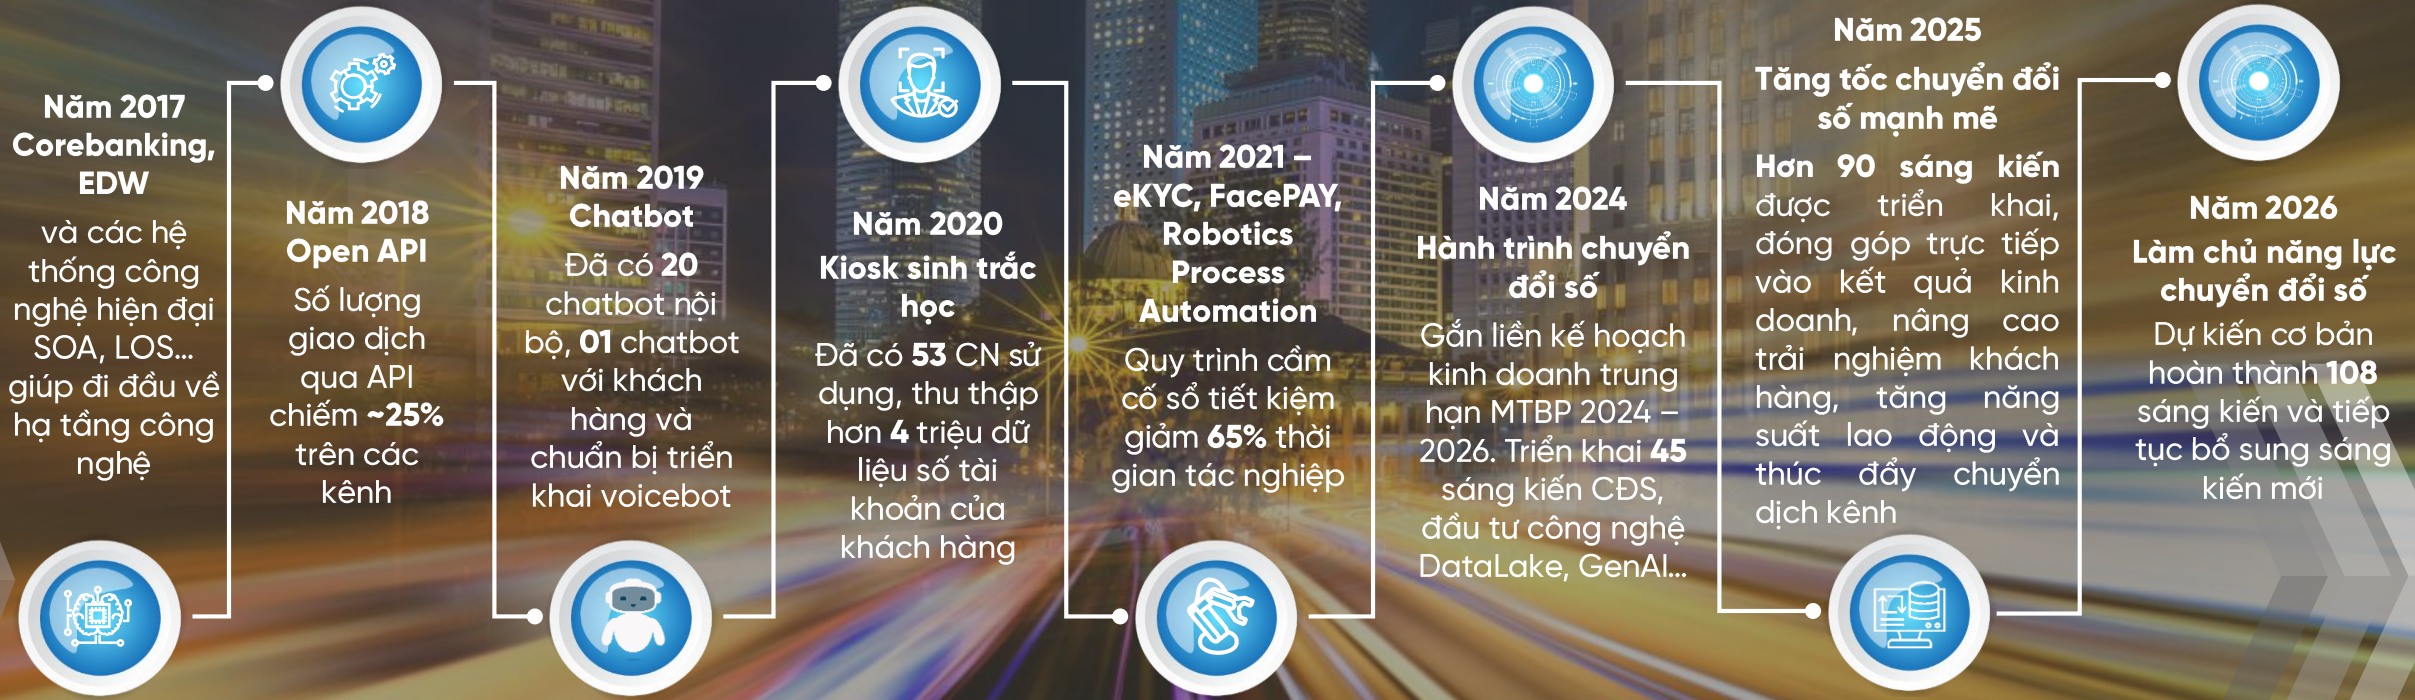 Năm 2017
Corebanking,
EDW
và các hệ
thống công
nghệ hiện đại
SOA, LOS...
giúp đi đầu về
hạ tầng công
nghệ
Năm 2018
Open API
Số lượng
giao dịch
qua API
chiếm ~25%
trên các
kênh
Năm 2019
Chatbot
Đã có 20
chatbot nội
bộ, 01 chatbot
với khách
hàng và
chuẩn bị triển
khai voicebot
Năm 2020
Kiosk sinh trắc
học
Đã có 53 CN sử
dụng, thu thập
hơn 4 triệu dữ
liệu số tài
khoản của
khách hàng
Năm 2021 –
eKYC, FacePAY,
Robotics
Process
Automation
Quy trình cầm
cố sổ tiết kiệm
giảm 65% thời
gian tác nghiệp
Năm 2024
Hành trình chuyển
đổi số
Gắn liền kế hoạch
kinh doanh trung
hạn MTBP 2024 –
2026. Triển khai 45
sáng kiến CĐS,
đầu tư công nghệ
DataLake, GenAI...
Năm 2025
Tăng tốc chuyển đổi
số mạnh mẽ
Hơn 90 sáng kiến
được triển khai,
đóng góp trực tiếp
vào kết quả kinh
doanh, nâng cao
trải nghiệm khách
hàng, tăng năng
suất lao động và
thúc đẩy chuyển
dịch kênh
Năm 2026
Làm chủ năng lực
chuyển đổi số
Dự kiến cơ bản
hoàn thành 108
sáng kiến và tiếp
tục bổ sung sáng
kiến mới